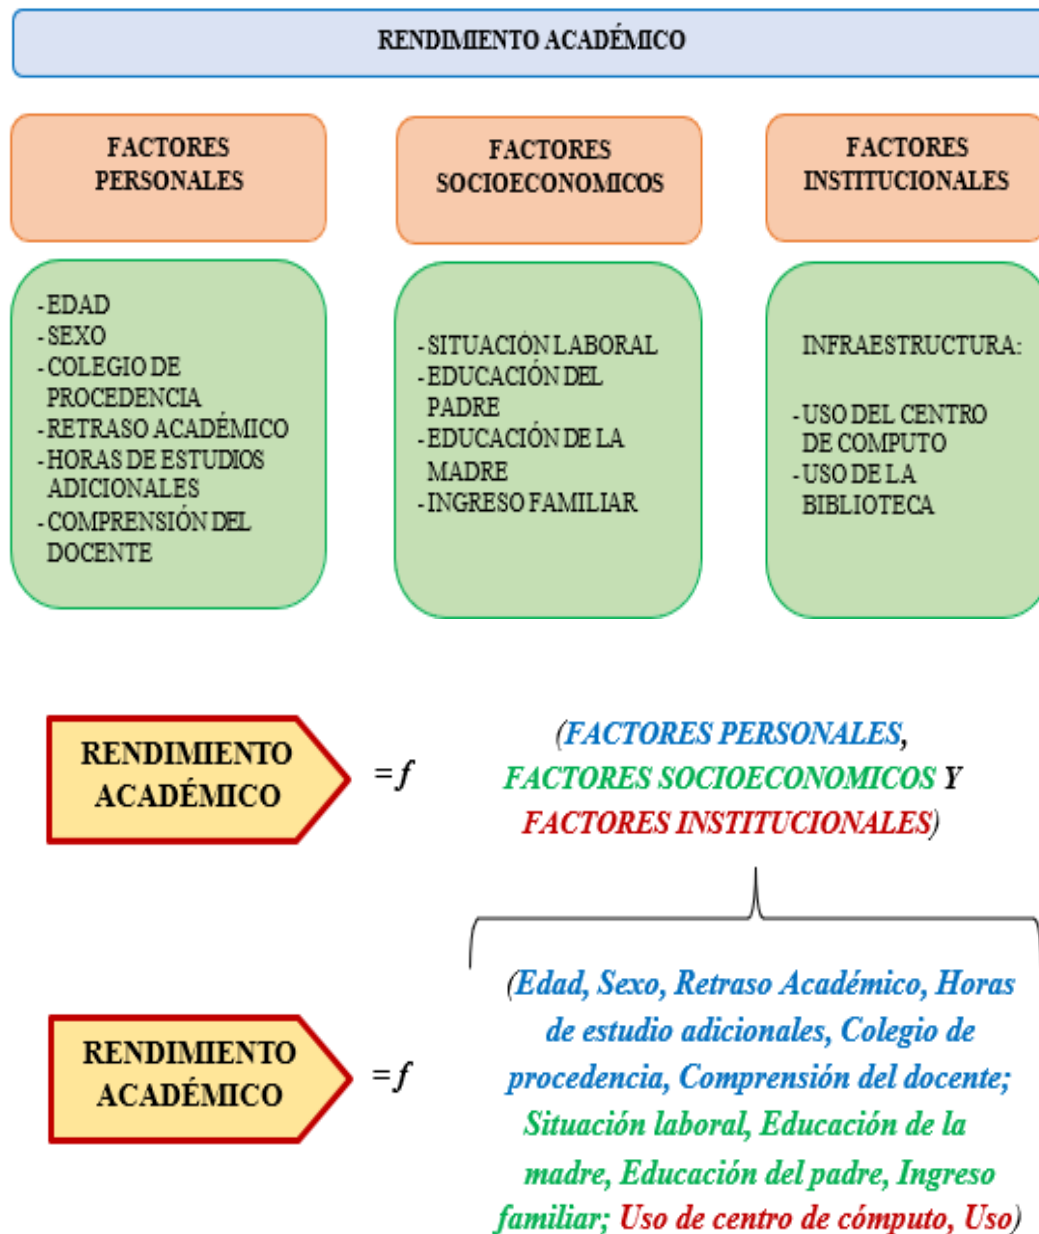 RENDIMIENTO ACADÉMICO
FACTORES
PERSONALES
- EDAD
- SEXO
- COLEGIO DE
PROCEDENCIA
- RETRASO ACADÉMICO
- HORAS DE ESTUDIOS
ADICIONALES
- COMPRENSIÓN DEL
DOCENTE
FACTORES
SOCIOECONOMICOS
- SITUACIÓN LABORAL
- EDUCACIÓN DEL
PADRE
- EDUCACIÓN DE LA
MADRE
- INGRESO FAMILIAR
FACTORES
INSTITUCIONALES
INFRAESTRUCTURA:
- USO DEL CENTRO
DE COMPUTO
- USO DE LA
BIBLIOTECA
RENDIMIENTO
ACADÉMICO
= f
(FACTORES PERSONALES,
FACTORES SOCIOECONOMICOS Y
FACTORES INSTITUCIONALES)
RENDIMIENTO
ACADÉMICO
= f
(Edad, Sexo, Retraso Académico, Horas
de estudio adicionales, Colegio de
procedencia, Comprensión del docente;
Situación laboral, Educación de la
madre, Educación del padre, Ingreso
familiar; Uso de centro de cómputo, Uso)